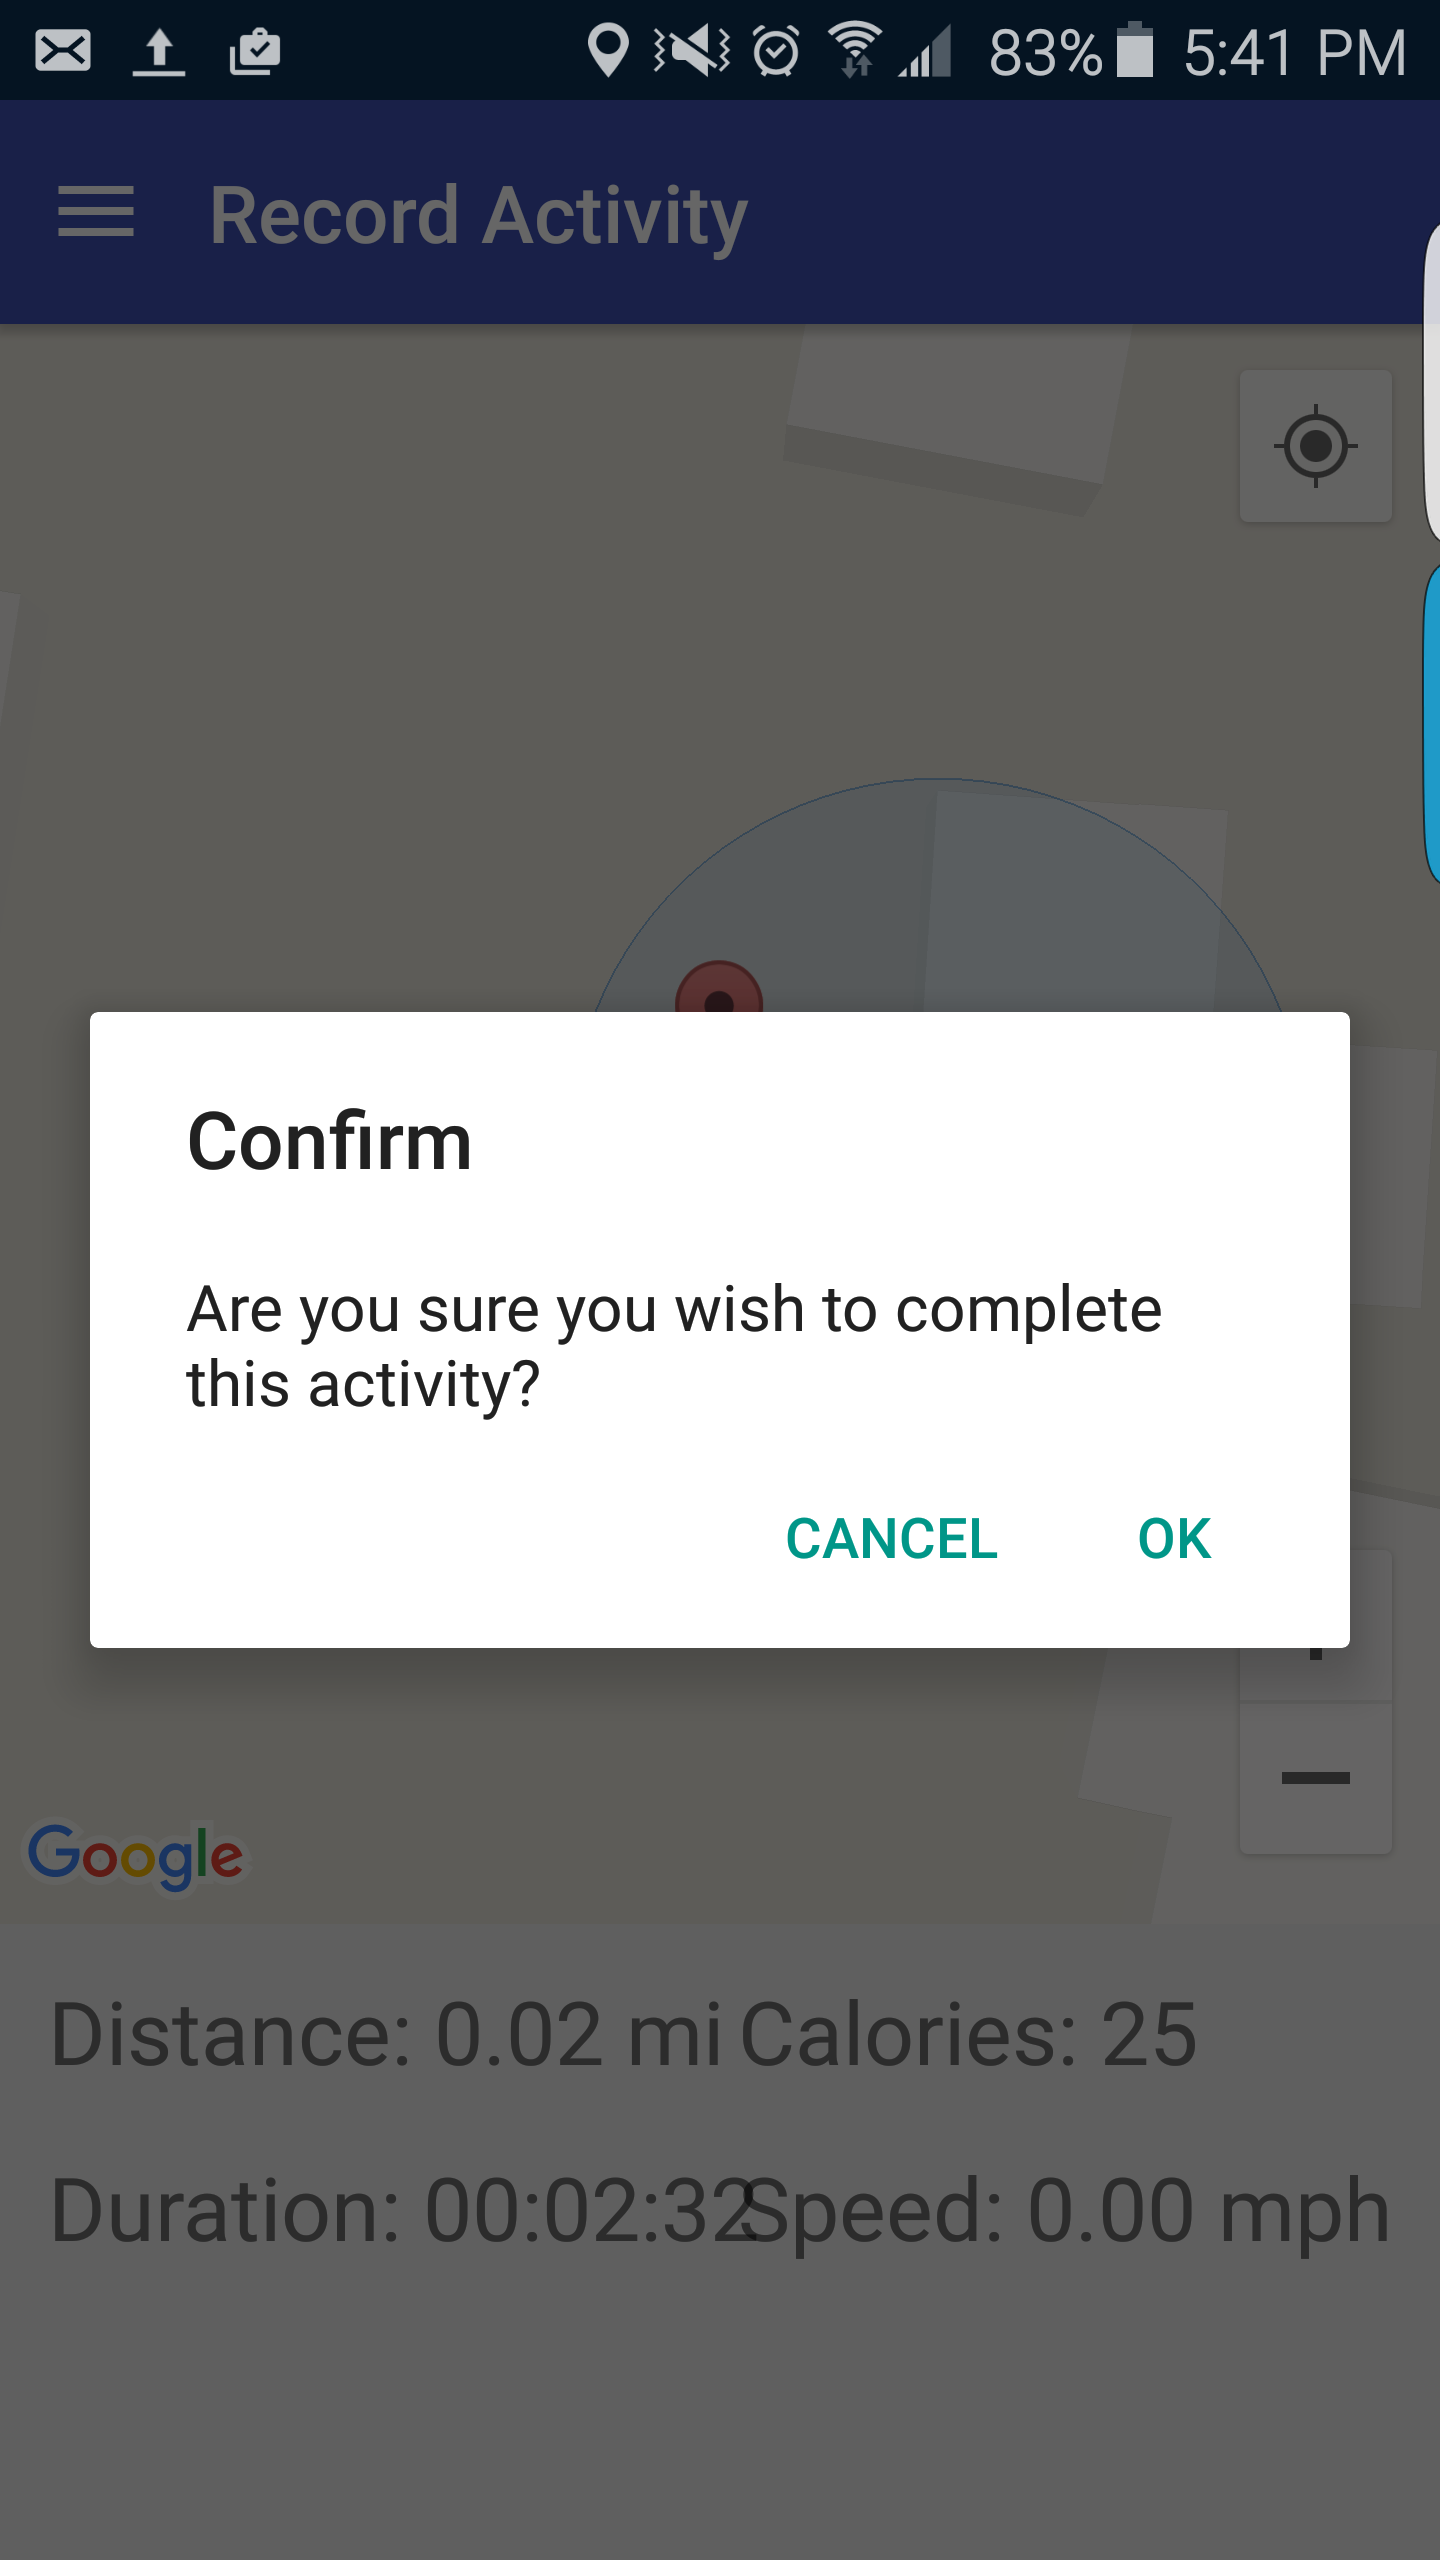 83% 5:41 PM
Record Activity
Confirm
Are you sure you wish to complete
this activity?
CANCEL OK
Google
Distance: 0.02 mi Calories: 25
Duration: 00:02:32 Speed: 0.00 mph